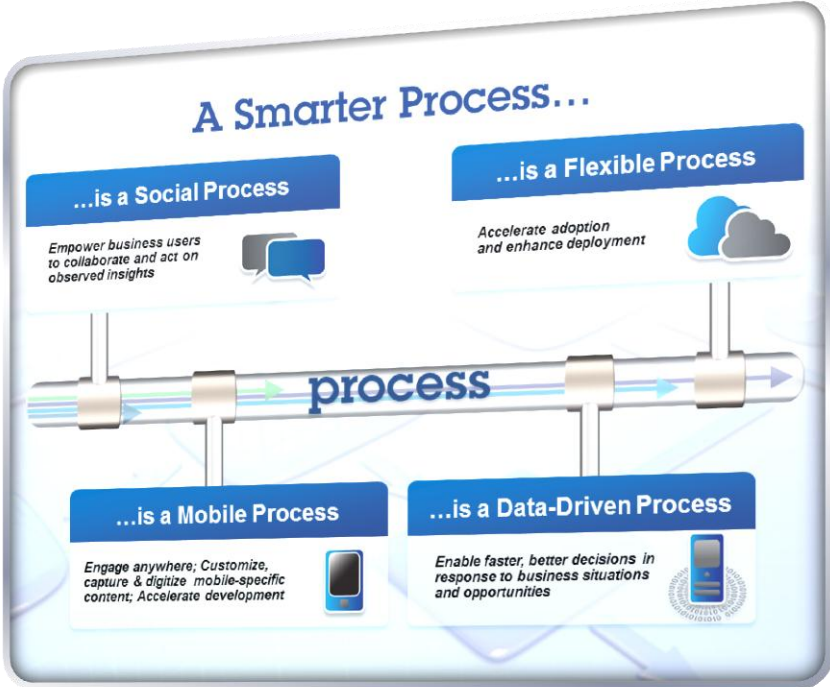 A Smarter Process...
...is a Social Process
Empower business users
to collaborate and act on
observed insights
...is a Flexible Process
Accelerate adoption
and enhance deployment
process
...is a Mobile Process
Engage anywhere; Customize,
capture & digitize mobile-specific
content; Accelerate development
...is a Data-Driven Process
Enable faster, better decisions in
response to business situations
and opportunities